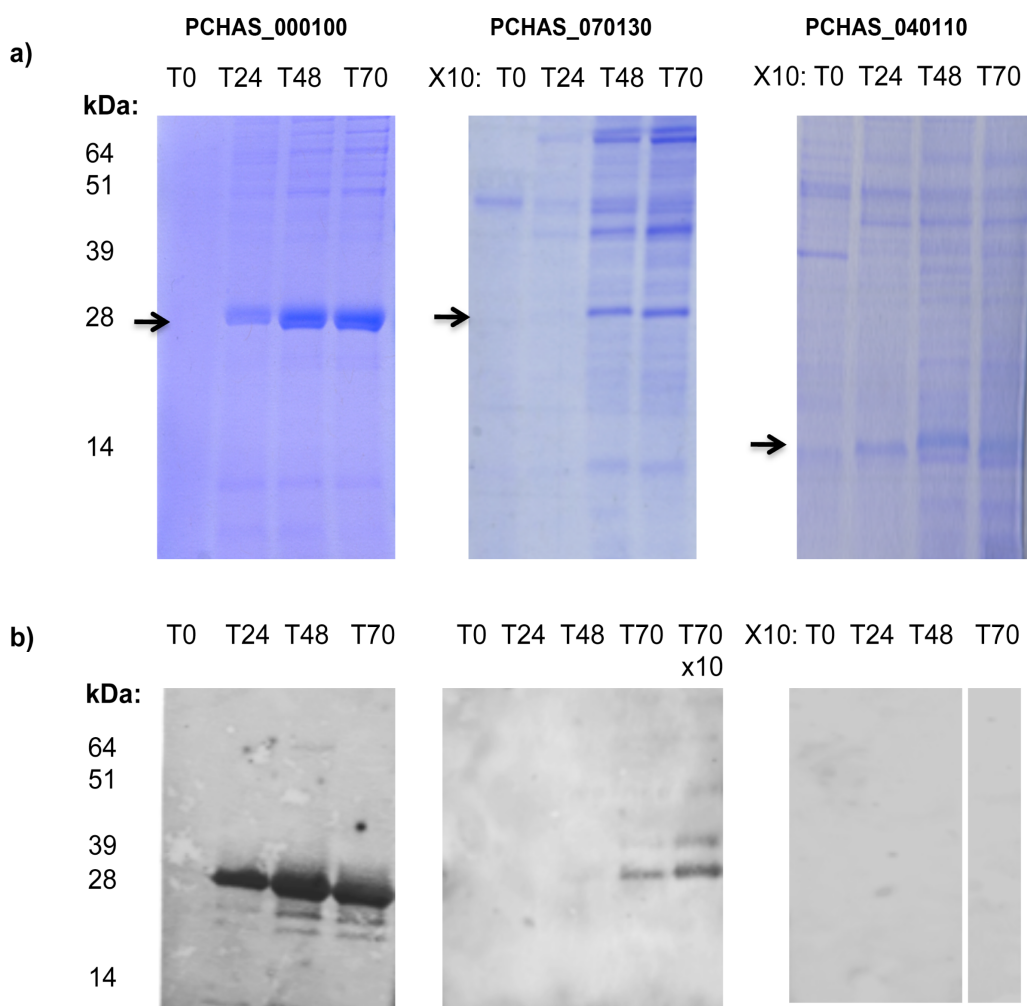 PCHAS_000100 PCHAS_070130 PCHAS_040110
a)
T0 T24 T48 T70 X10: T0 T24 T48 T70 X10: T0 T24 T48 T70
kDa:
64
51
39
28
14
b)
T0 T24 T48 T70 T0 T24 T48 T70 T70 X10: T0 T24 T48 T70
x10
kDa:
64
51
39
28
14